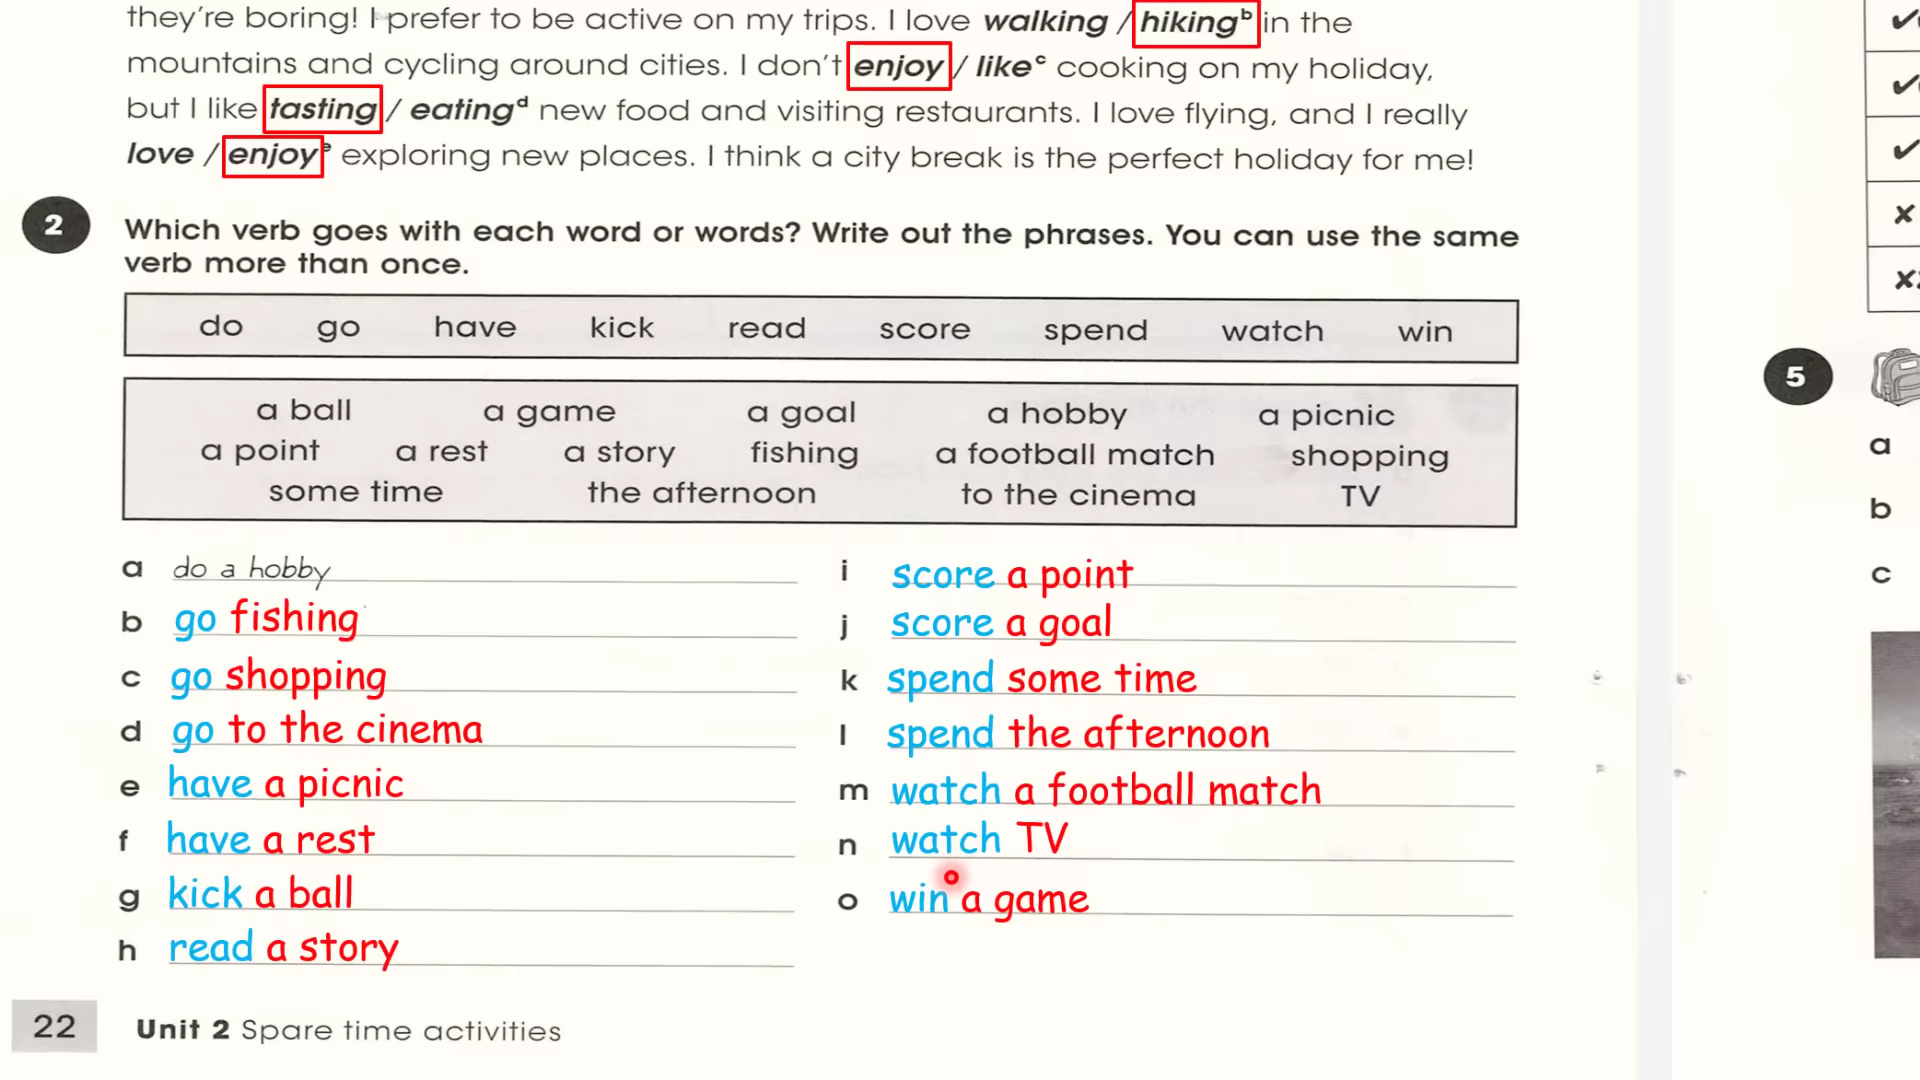 they're boring! I prefer to be active on my trips. I love walking / hiking b in the
mountains and cycling around cities. I don't enjoy / like c cooking on my holiday,
but I like tasting / eating d new food and visiting restaurants. I love flying, and I really
love / enjoy e exploring new places. I think a city break is the perfect holiday for me!
2 Which verb goes with each word or words? Write out the phrases. You can use the same
verb more than once.
do go have kick read score spend watch win
a ball a game a goal a hobby a picnic
a point a rest a story fishing a football match shopping
some time the afternoon to the cinema TV
a do a hobby
b go fishing
c go shopping
d go to the cinema
e have a picnic
f have a rest
g kick a ball
h read a story
i score a point
j score a goal
k spend some time
l spend the afternoon
m watch a football match
n watch TV
o win a game
22 Unit 2 Spare time activities
5
a
b
c